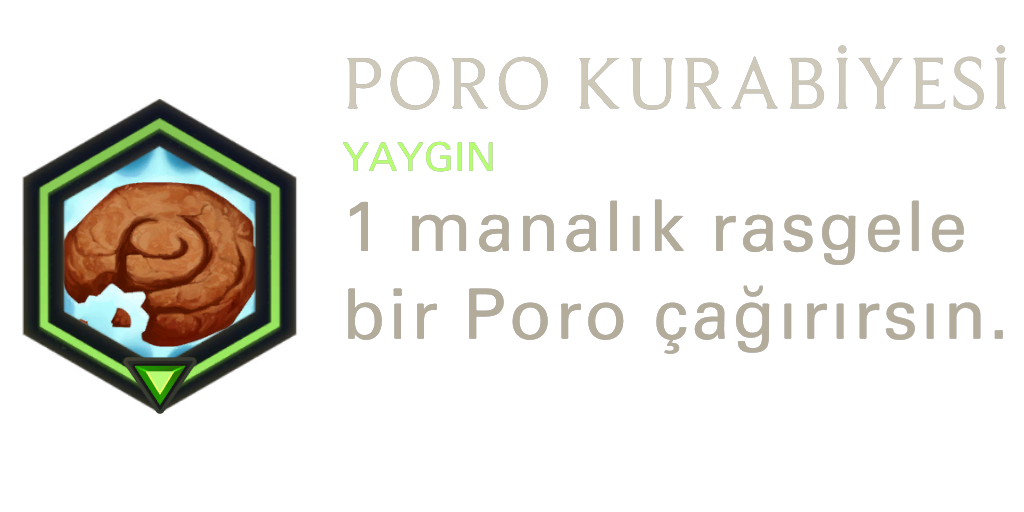 PORO KURABİYESİ
YAYGIN
1 manalık rasgele
bir Poro çağırırsın.